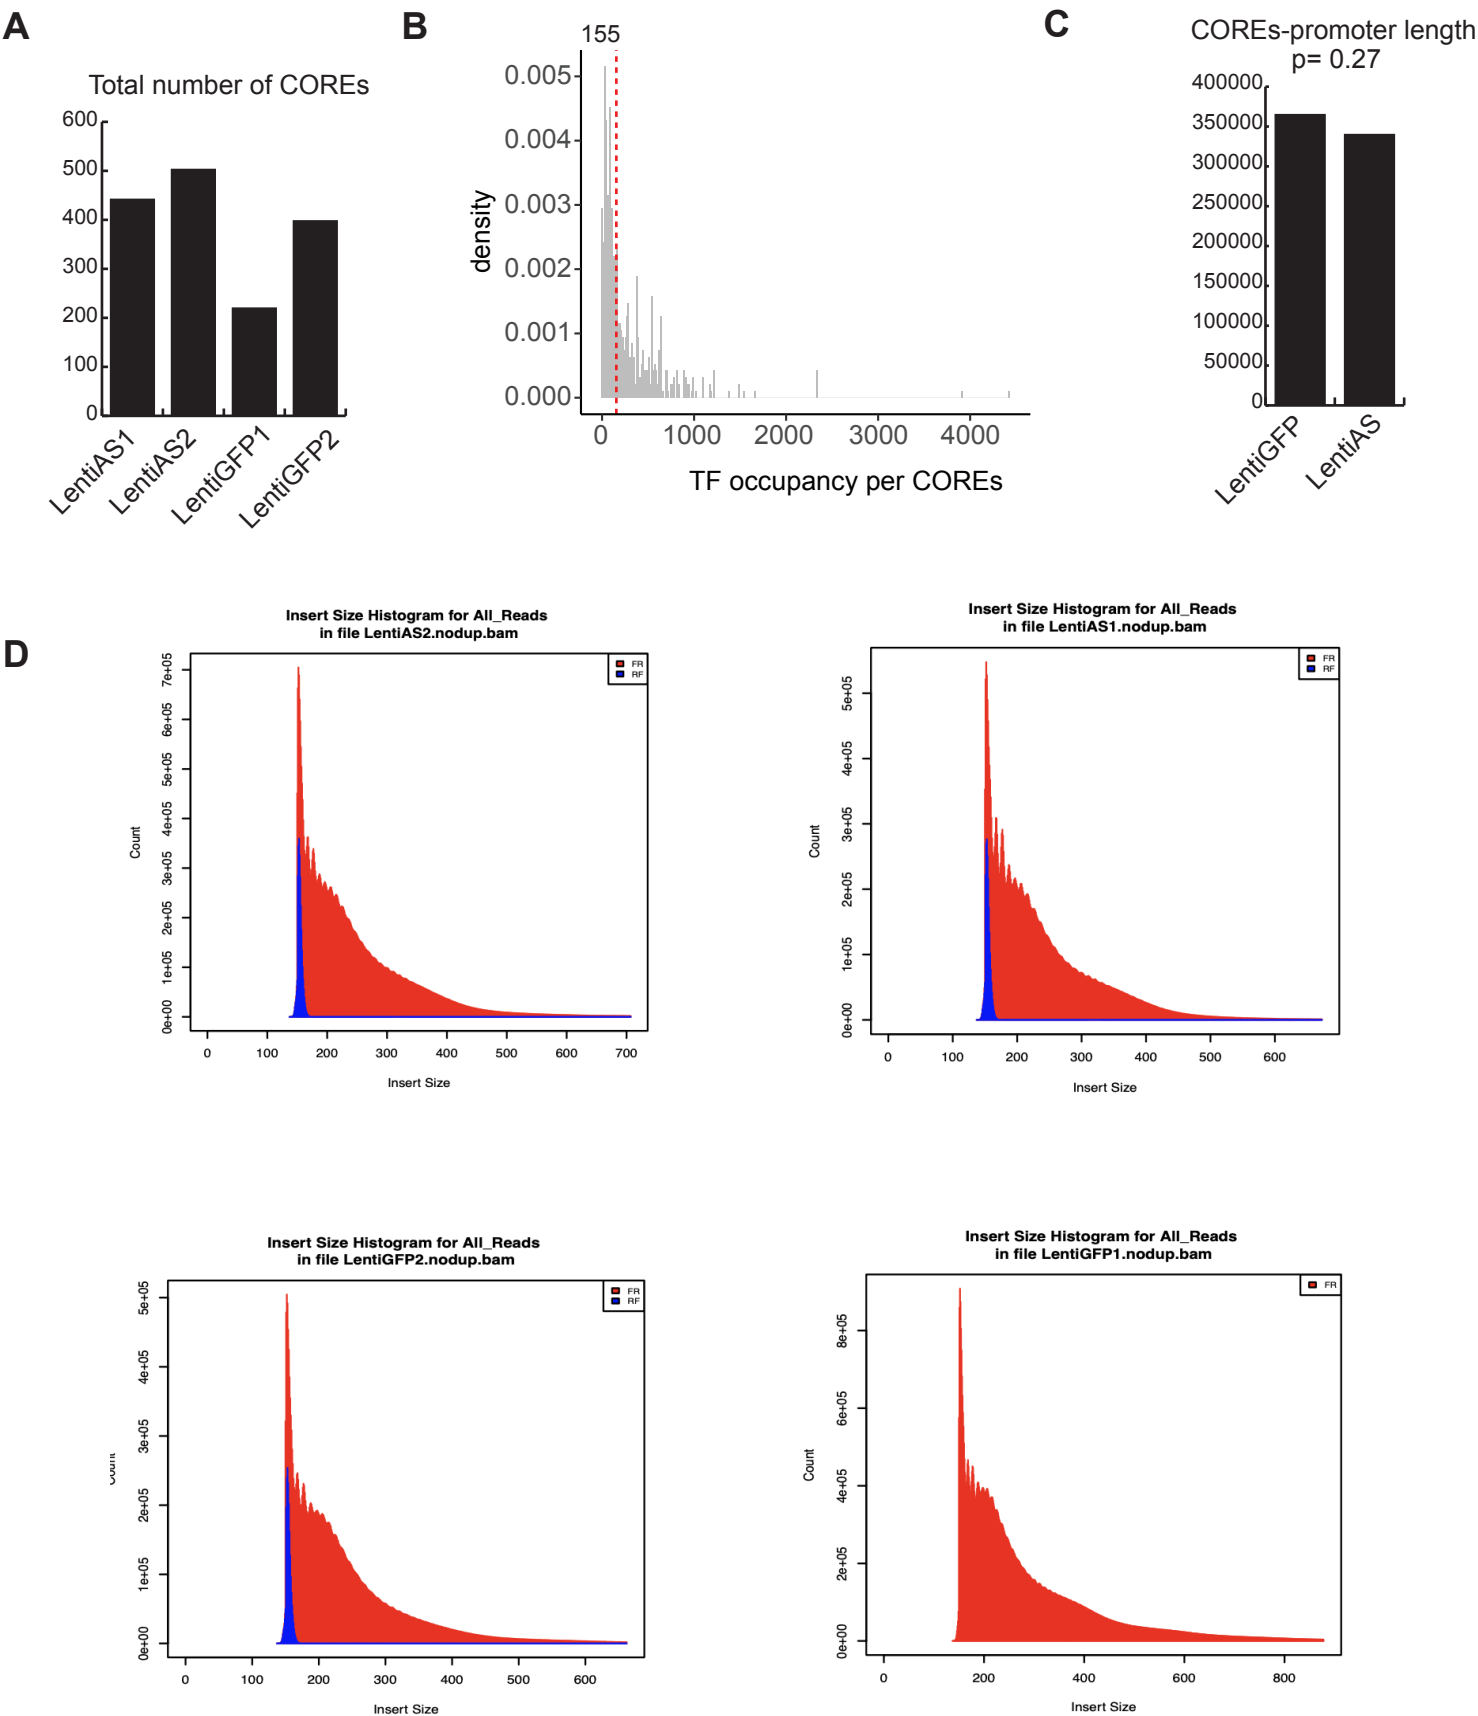 A
Total number of COREs
600
500
400
300
200
100
0
LentiAS1
LentiAS2
LentiGFP1
LentiGFP2
B
155
0.005
0.004
0.003
0.002
0.001
0.000
density
0
1000
2000
3000
4000
TF occupancy per COREs
C
COREs-promoter length
p= 0.27
400000
350000
300000
250000
200000
150000
100000
50000
0
LentiGFP
LentiAS
D
Insert Size Histogram for All_Reads
in file LentiAS2.nodup.bam
FR
RF
7e+05
6e+05
5e+05
4e+05
3e+05
2e+05
1e+05
0e+00
Count
0
100
200
300
400
500
600
700
Insert Size
Insert Size Histogram for All_Reads
in file LentiAS1.nodup.bam
FR
RF
5e+05
4e+05
3e+05
2e+05
1e+05
0e+00
Count
0
100
200
300
400
500
600
Insert Size
Insert Size Histogram for All_Reads
in file LentiGFP2.nodup.bam
FR
RF
5e+05
4e+05
3e+05
2e+05
1e+05
0e+00
Count
0
100
200
300
400
500
600
Insert Size
Insert Size Histogram for All_Reads
in file LentiGFP1.nodup.bam
FR
8e+05
6e+05
4e+05
2e+05
0e+00
Count
0
200
400
600
800
Insert Size